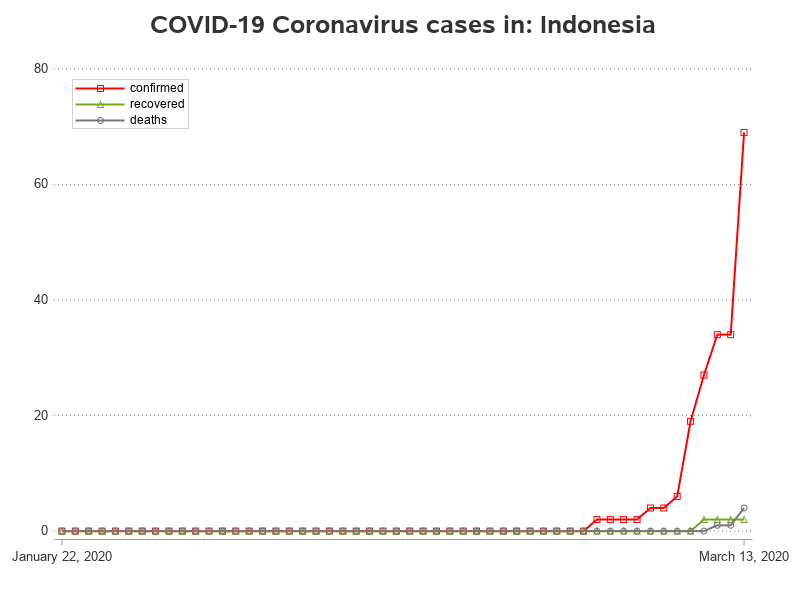 COVID-19 Coronavirus cases in: Indonesia
80
confirmed
recovered
deaths
60
40
20
0
January 22, 2020
March 13, 2020